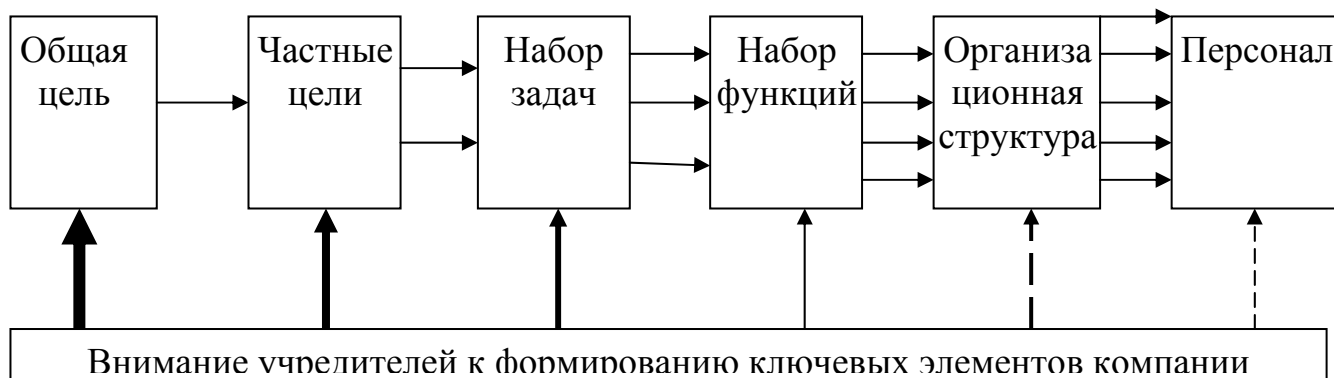 Общая
цель
Частные
цели
Набор
задач
Набор
функций
Организа
ционная
структура
Персонал
Внимание учредителей к формированию ключевых элементов компании